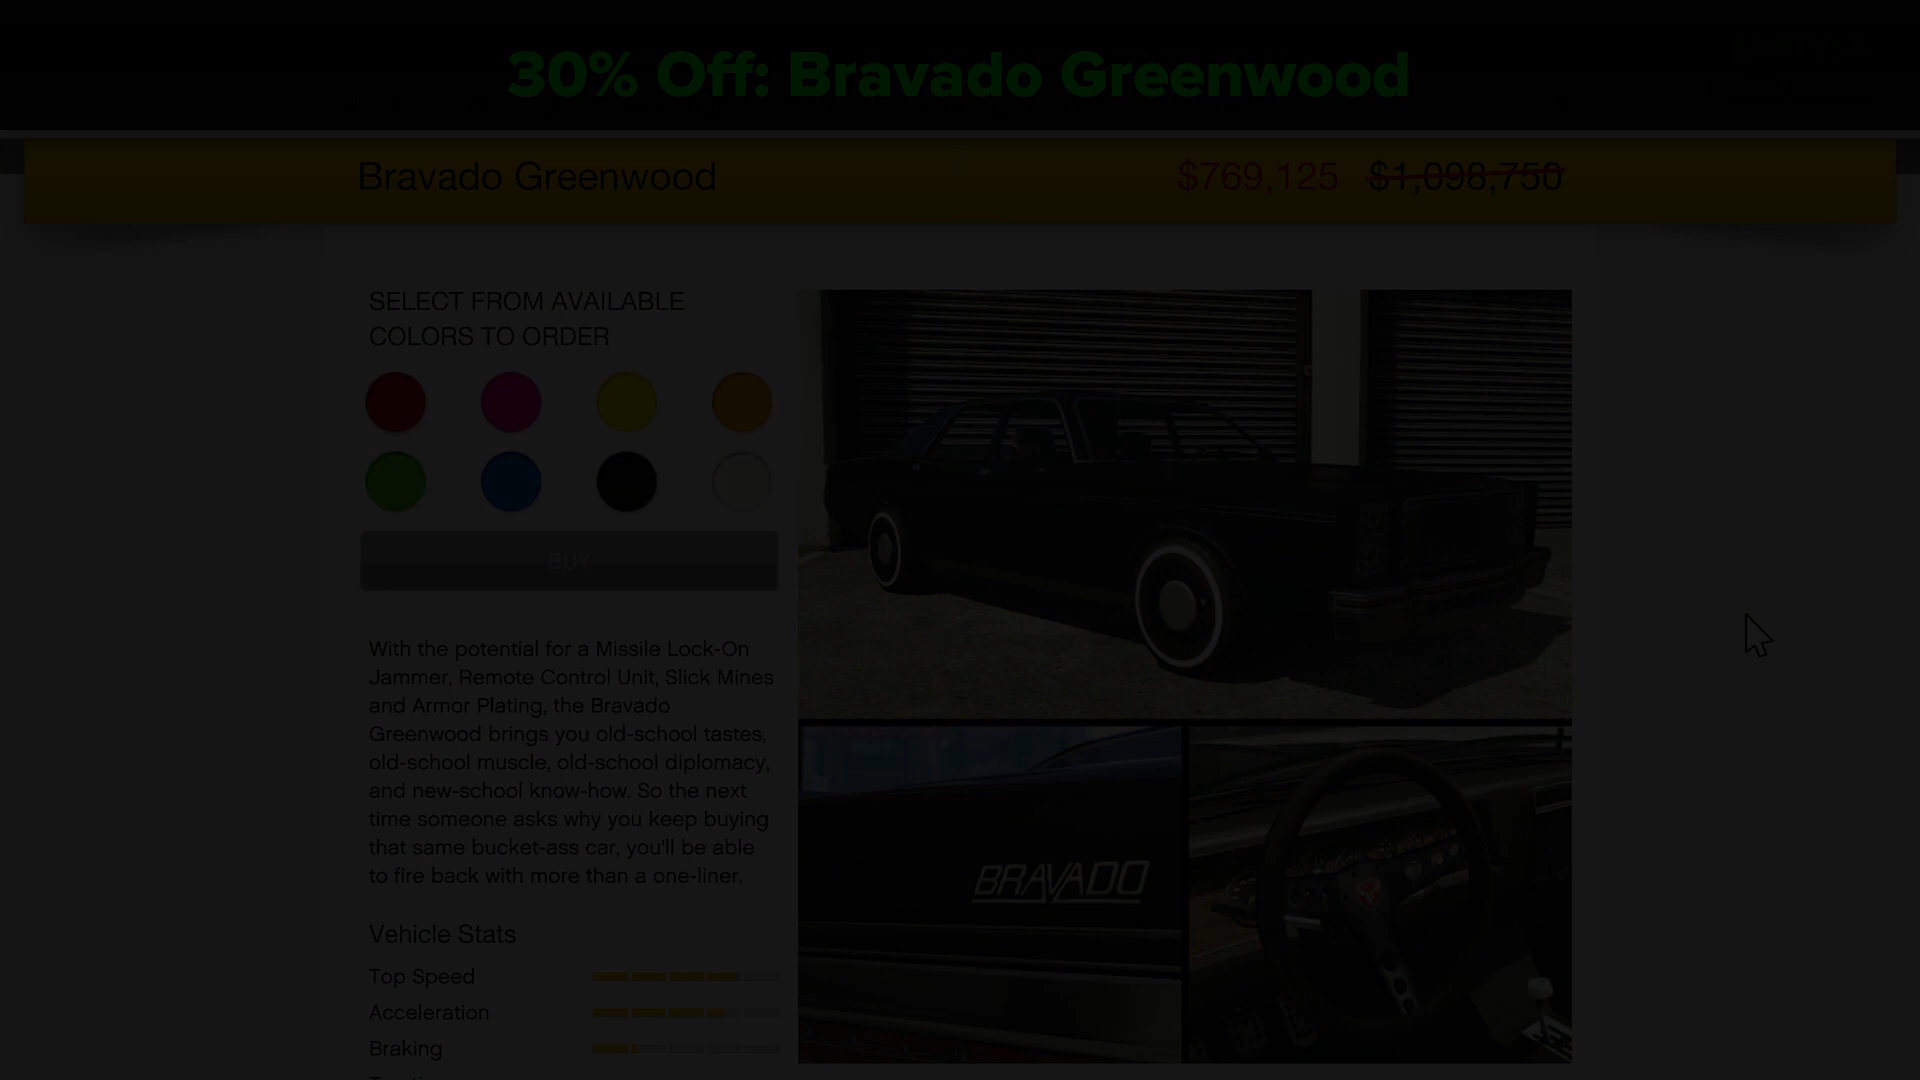 30% Off: Bravado Greenwood
Bravado Greenwood
$769,125 $1,098,750
SELECT FROM AVAILABLE
COLORS TO ORDER
BUY
With the potential for a Missile Lock-On
Jammer, Remote Control Unit, Slick Mines
and Armor Plating, the Bravado
Greenwood brings you old-school tastes,
old-school muscle, old-school diplomacy,
and new-school know-how. So the next
time someone asks why you keep buying
that same bucket-ass car, you'll be able
to fire back with more than a one-liner.
BRAVADO
Vehicle Stats
Top Speed
Acceleration
Braking